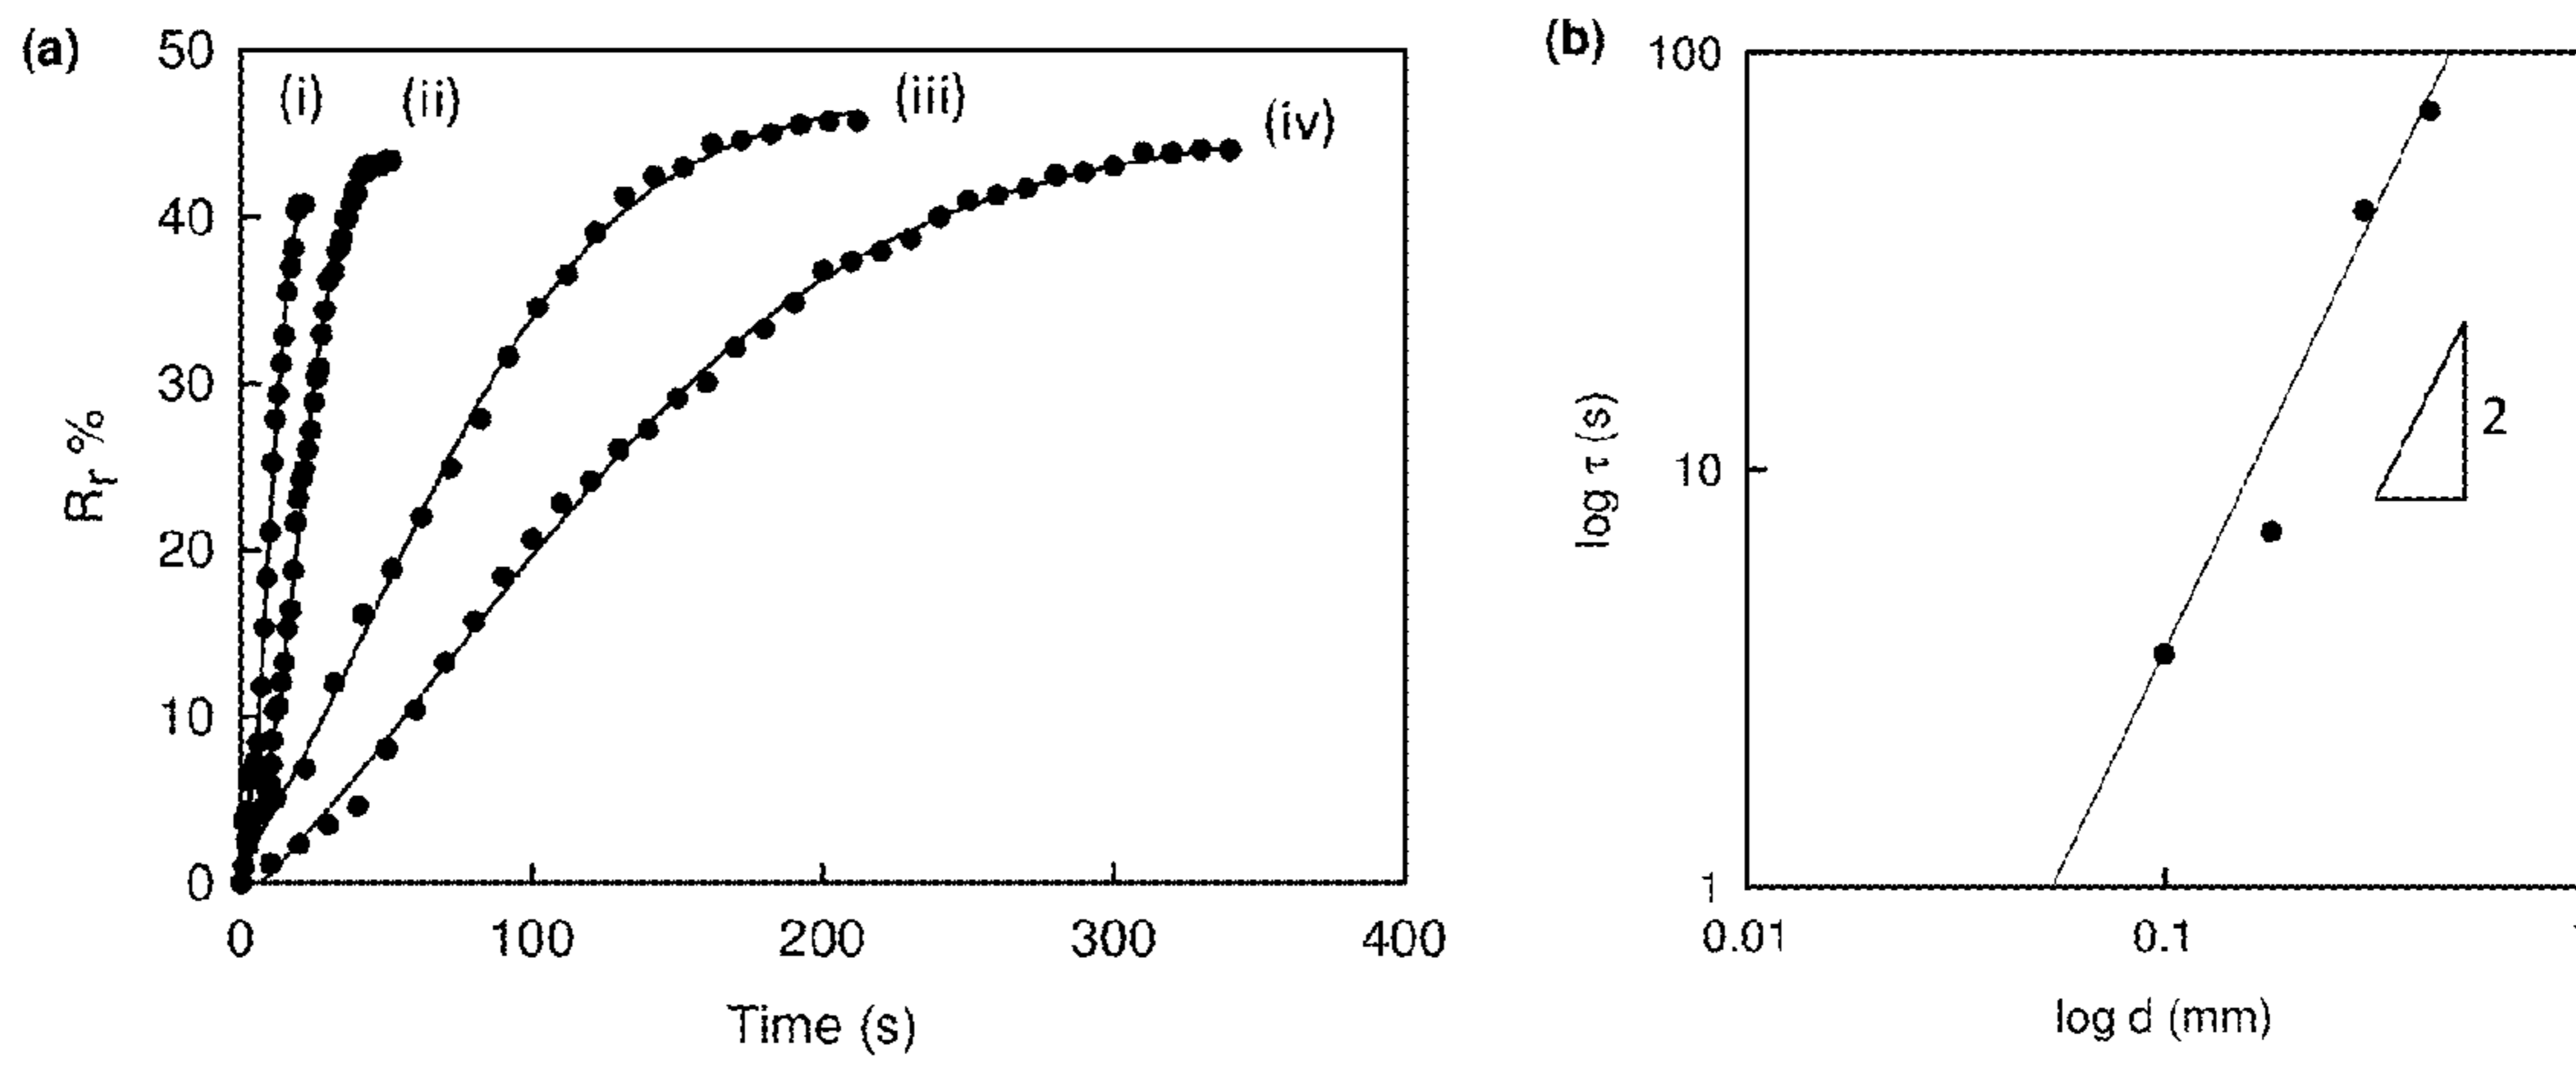 (a)
50
40
30
20
10
0
R_r %
(i)
(ii)
(iii)
(iv)
0 100 200 300 400
Time (s)
(b)
100
10
1
log τ (s)
2
0.01 0.1
log d (mm)